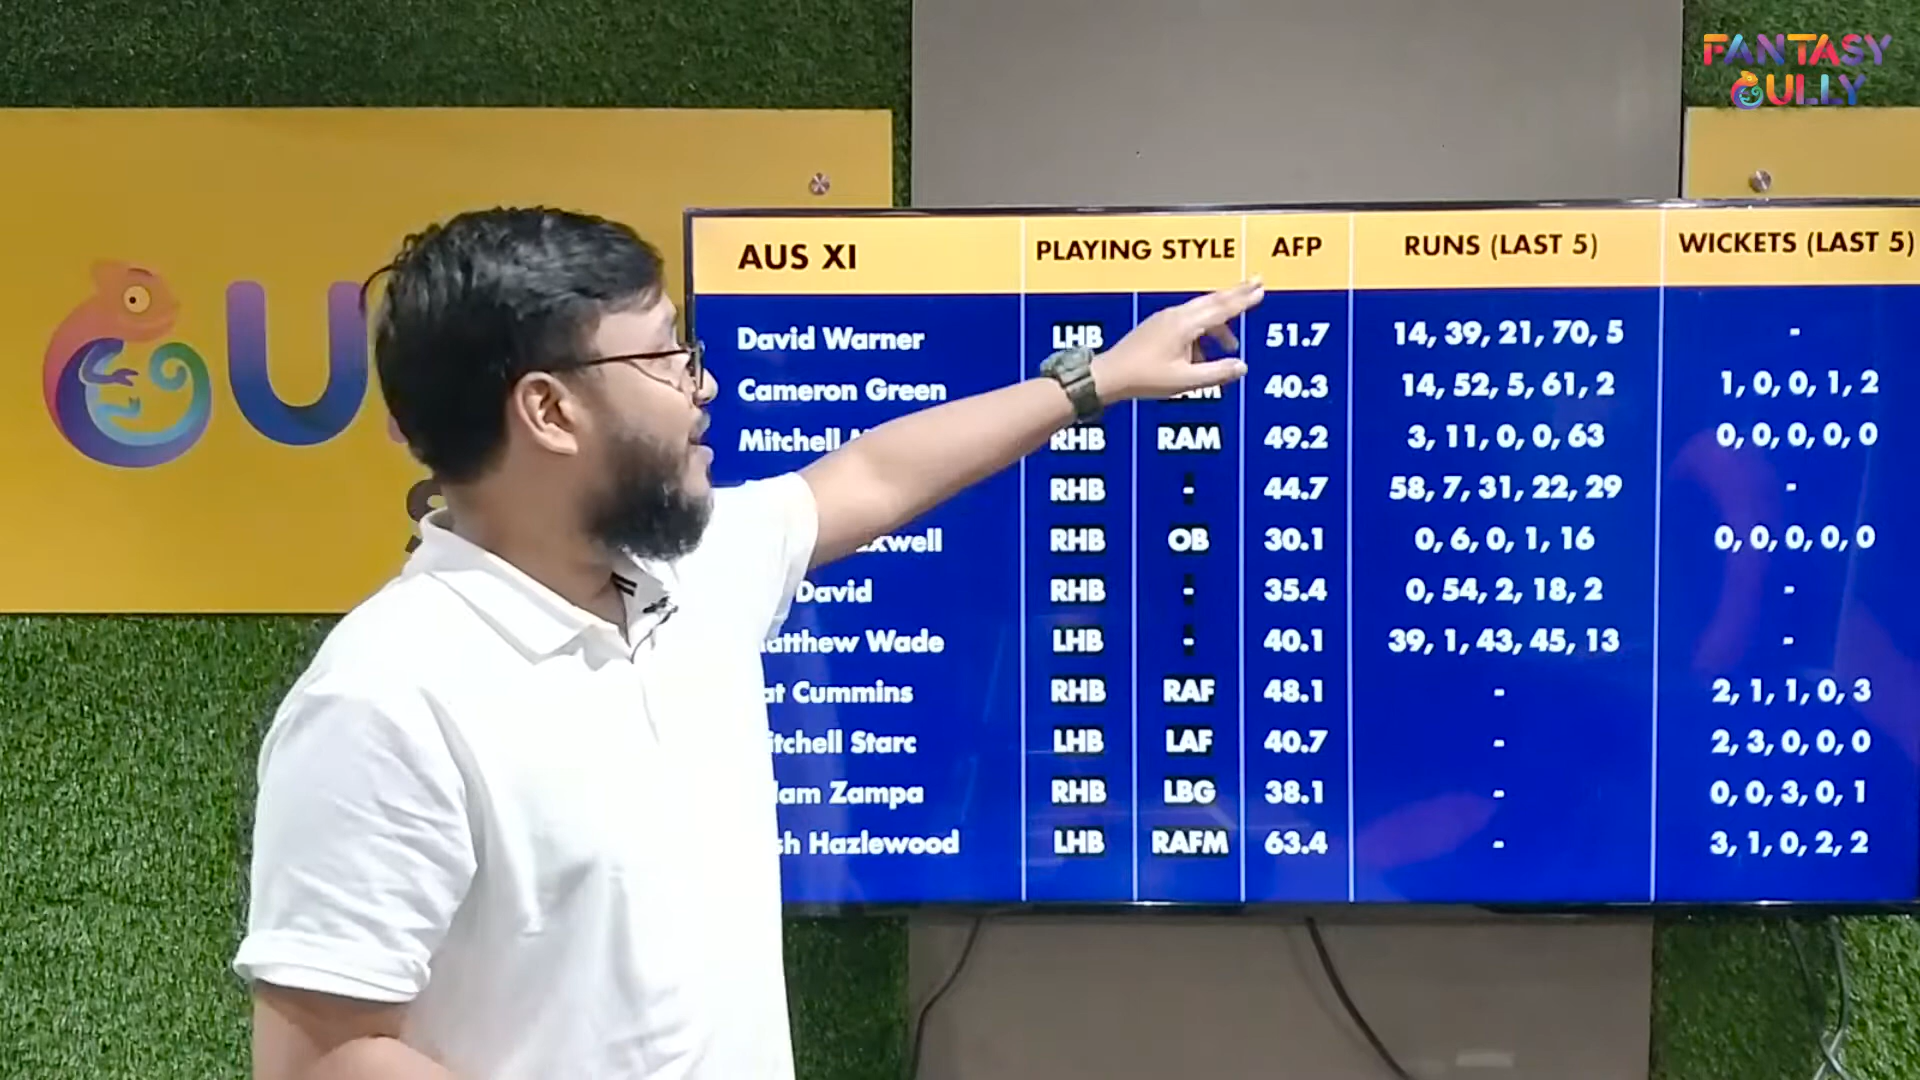 FANTASY
GULLY
U
AUS XI PLAYING STYLE AFP RUNS (LAST 5) WICKETS (LAST 5)
David Warner LHB 51.7 14, 39, 21, 70, 5 -
Cameron Green 40.3 14, 52, 5, 61, 2 1, 0, 0, 1, 2
Mitchell RHB RAM 49.2 3, 11, 0, 0, 63 0, 0, 0, 0, 0
RHB - 44.7 58, 7, 31, 22, 29 -
xwell RHB OB 30.1 0, 6, 0, 1, 16 0, 0, 0, 0, 0
David RHB - 35.4 0, 54, 2, 18, 2 -
atthew Wade LHB - 40.1 39, 1, 43, 45, 13 -
at Cummins RHB RAF 48.1 - 2, 1, 1, 0, 3
itchell Starc LHB LAF 40.7 - 2, 3, 0, 0, 0
lam Zampa RHB LBG 38.1 - 0, 0, 3, 0, 1
sh Hazlewood LHB RAFM 63.4 - 3, 1, 0, 2, 2